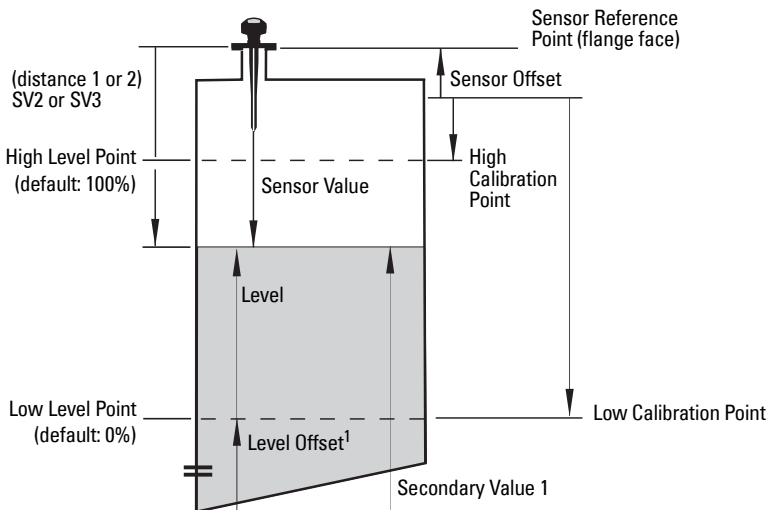 Sensor Reference
Point (flange face)
(distance 1 or 2)
SV2 or SV3
Sensor Offset
High Level Point
(default: 100%)
High
Calibration
Point
Sensor Value
Level
Low Level Point
(default: 0%)
Low Calibration Point
Level Offset1
Secondary Value 1